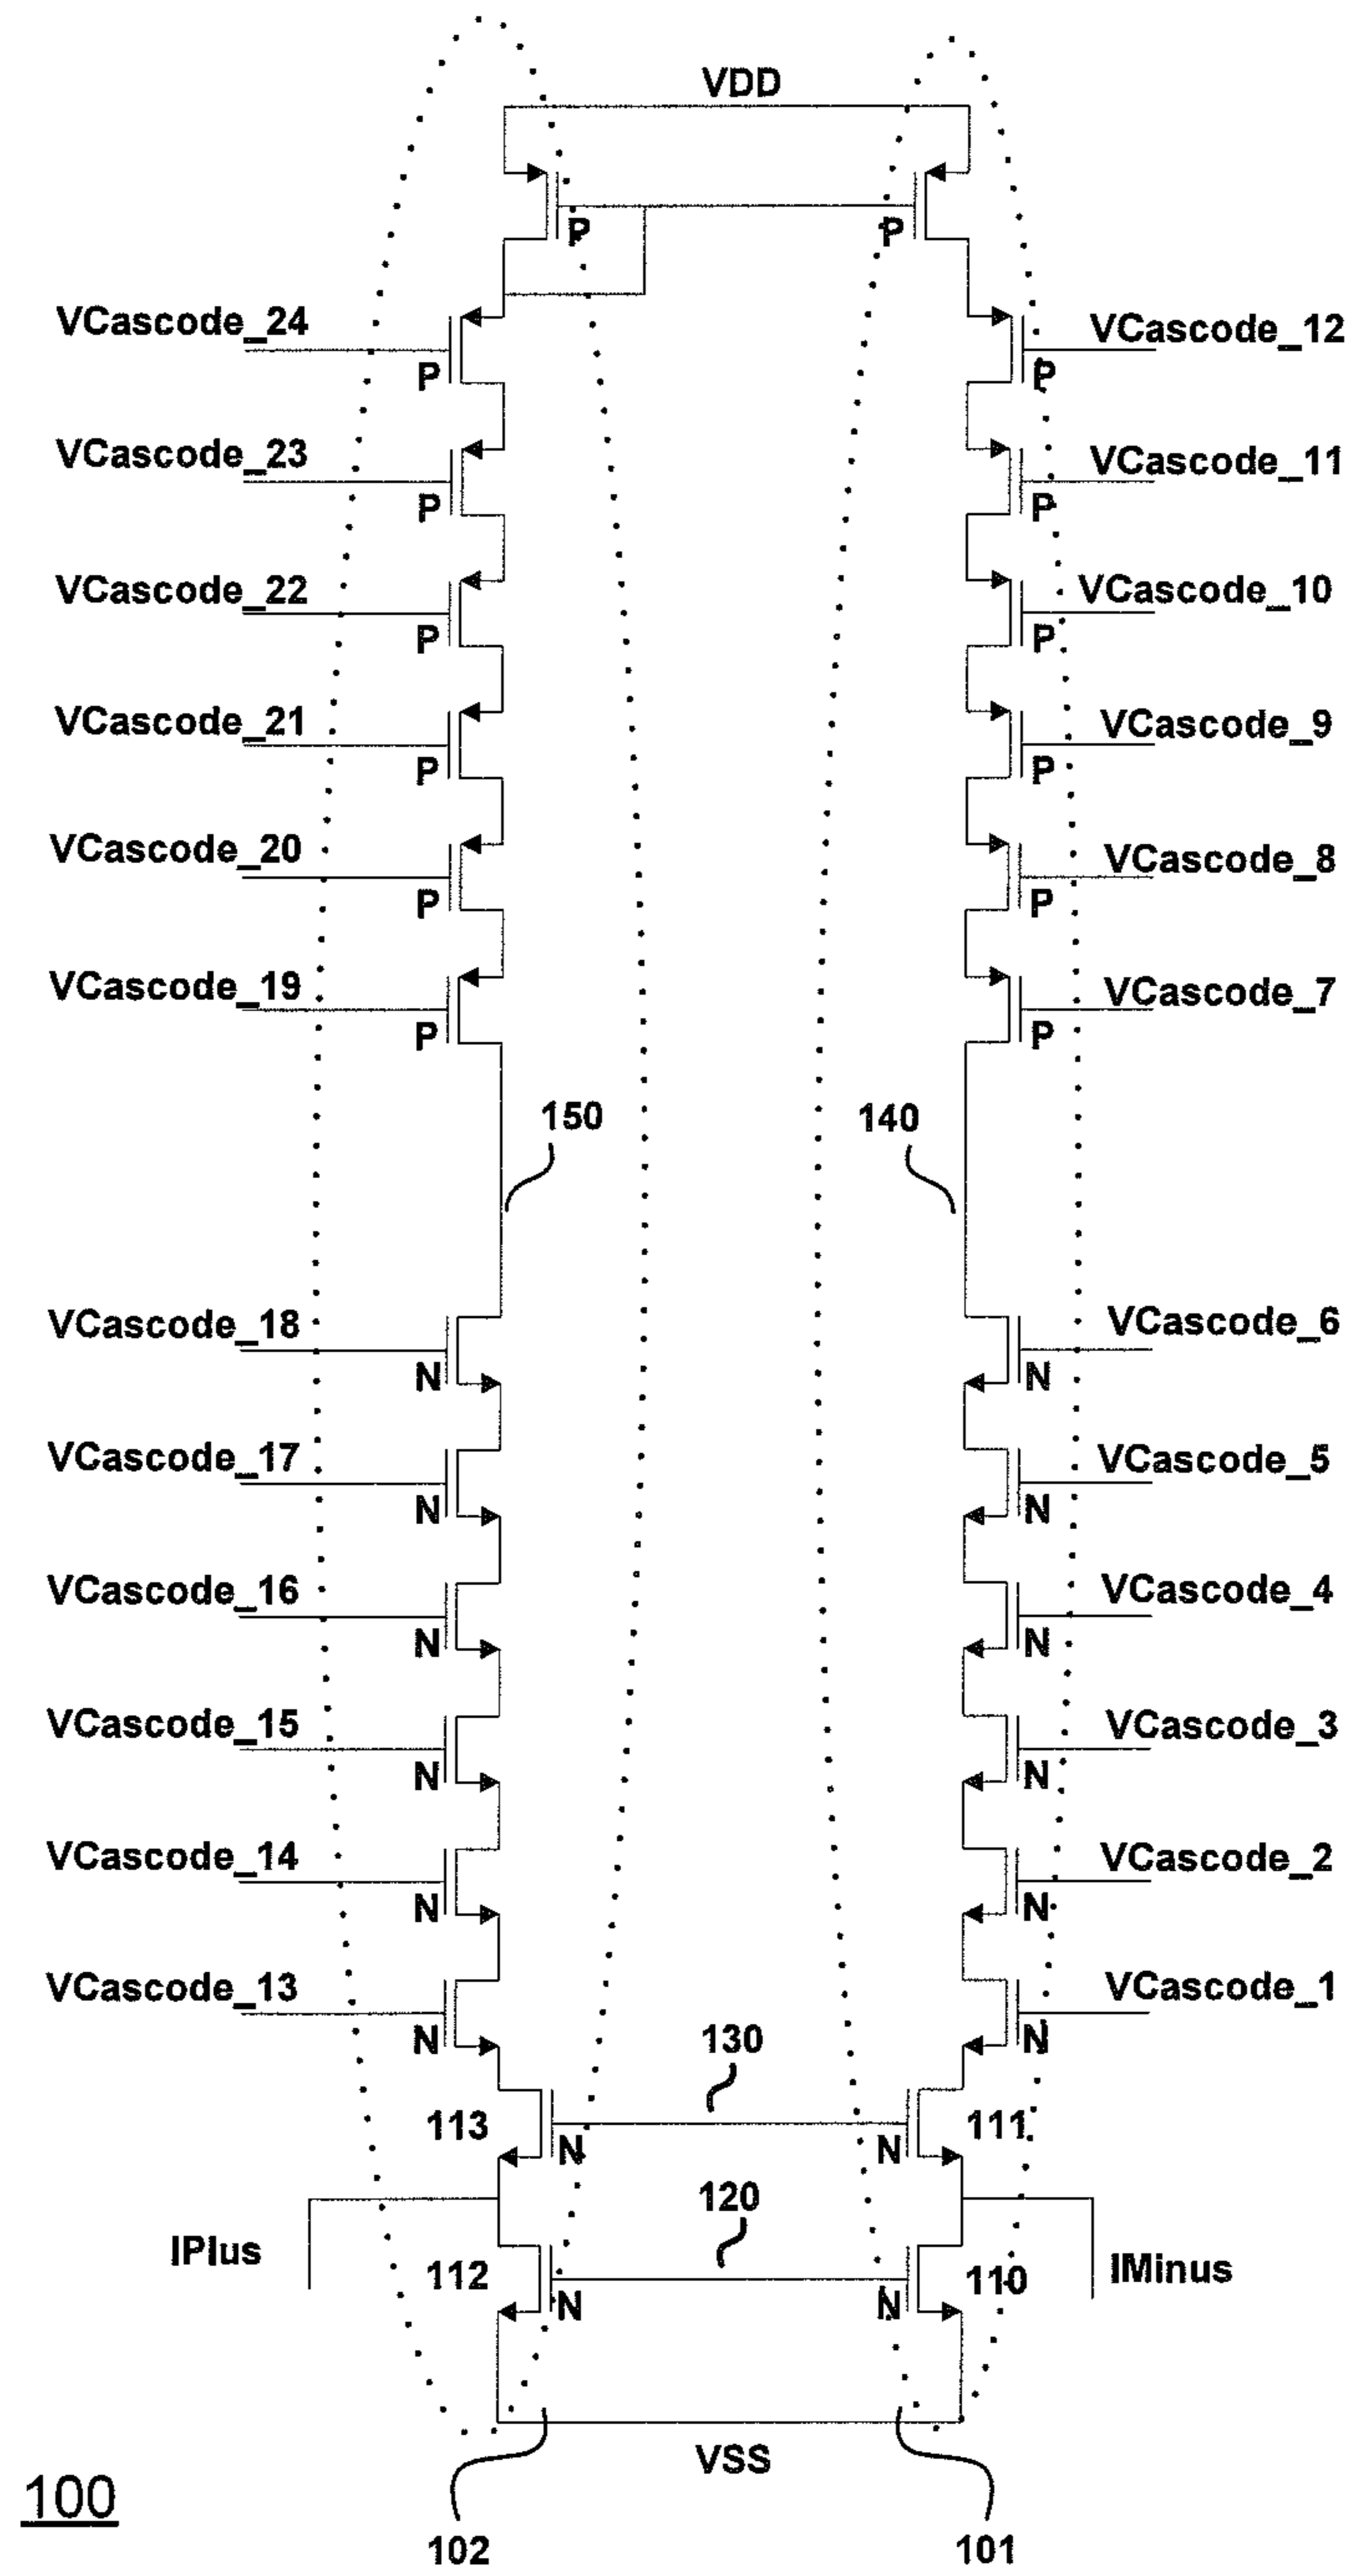 VDD
P P
VCascode_24 VCascode_12
P P
VCascode_23 VCascode_11
P P
VCascode_22 VCascode_10
P P
VCascode_21 VCascode_9
P P
VCascode_20 VCascode_8
P P
VCascode_19 VCascode_7
P P
150 140
VCascode_18 VCascode_6
N N
VCascode_17 VCascode_5
N N
VCascode_16 VCascode_4
N N
VCascode_15 VCascode_3
N N
VCascode_14 VCascode_2
N N
VCascode_13 VCascode_1
N N
130
113 N N 111
120
IPlus IMinus
112 N N 110
VSS
100
102 101